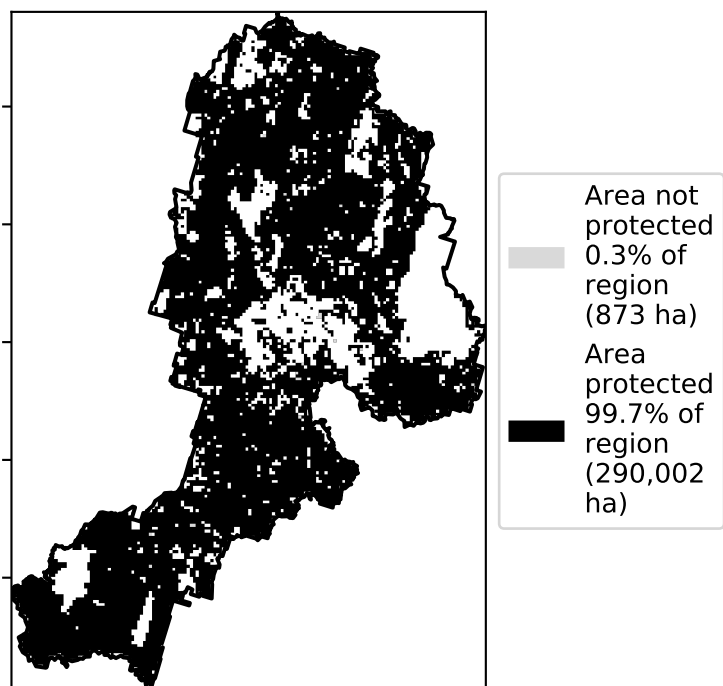 Area not
protected
0.3% of
region
(873 ha)
Area
protected
99.7% of
region
(290,002
ha)